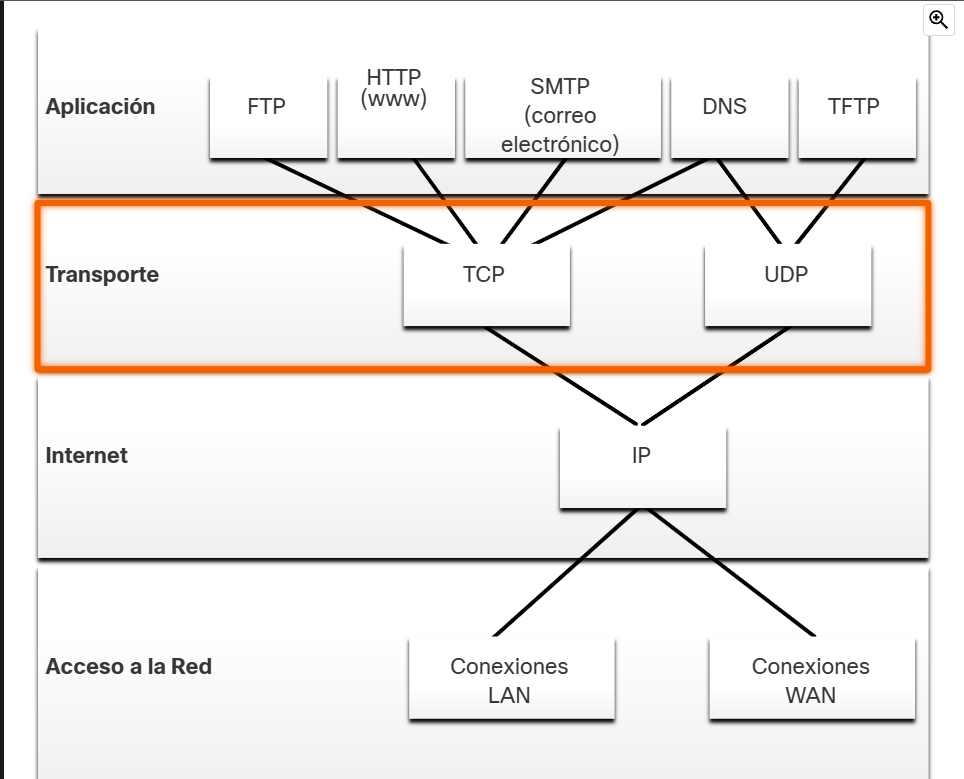 Aplicación
FTP
HTTP
(www)
SMTP
(correo
electrónico)
DNS
TFTP
Transporte
TCP
UDP
Internet
IP
Acceso a la Red
Conexiones
LAN
Conexiones
WAN